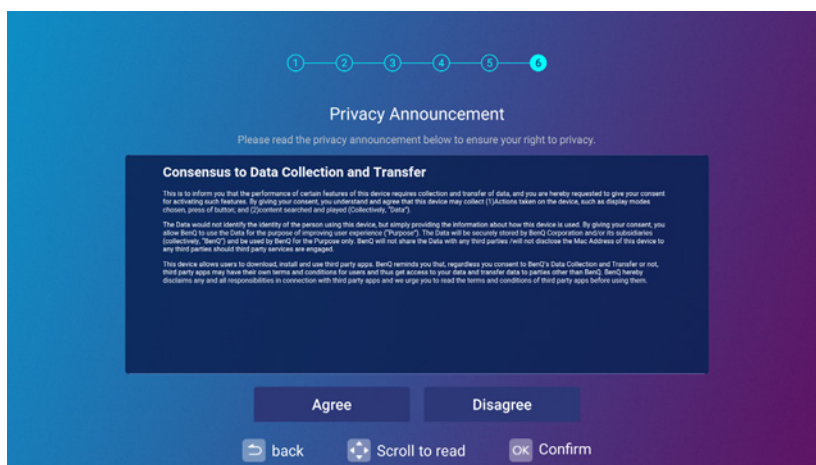 1 2 3 4 5 6
Privacy Announcement
Please read the privacy announcement below to ensure your right to privacy.
Consensus to Data Collection and Transfer
This is to inform you that the performance of certain features of this device requires collection and transfer of data, and you are hereby requested to give your consent
for activating such features. By giving your consent, you understand and agree that this device may collect (1)Actions taken on the device, such as display modes
chosen, press of button; and (2)content searched and played (Collectively, "Data").
The Data would not identify the identity of the person using this device, but simply providing the information about how this device is used. By giving your consent, you
allow BenQ to use the Data for the purpose of improving user experience ("Purpose"). The Data will be securely stored by BenQ Corporation and/or its subsidiaries
(collectively, "BenQ") and be used by BenQ for the Purpose only. BenQ will not share the Data with any third parties /will not disclose the Mac Address of this device to
any third parties should third party services are engaged.
This device allows users to download, install and use third party apps. BenQ reminds you that, regardless you consent to BenQ's Data Collection and Transfer or not,
third party apps may have their own terms and conditions for users and thus get access to your data and transfer data to parties other than BenQ. BenQ hereby
disclaims any and all responsibilities in connection with third party apps and we urge you to read the terms and conditions of third party apps before using them.
Agree Disagree
back Scroll to read OK Confirm